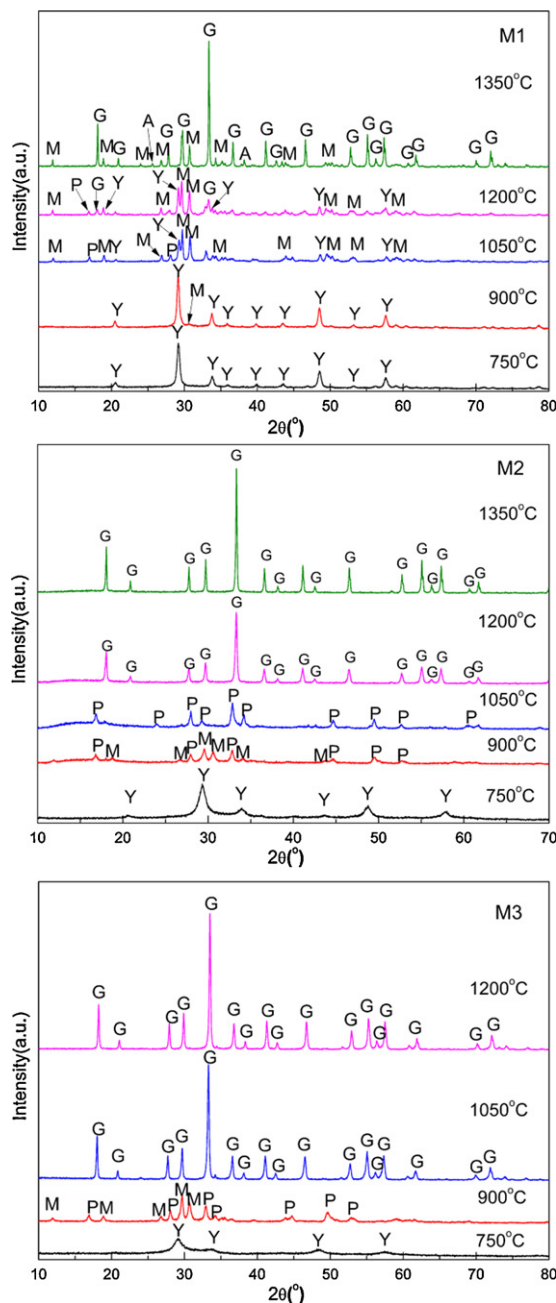 M1
1350°C
M G M G M A M G G M G M G A G G M G M G G G G G G G G
1200°C
M P G Y M Y M M G Y Y M M Y M
1050°C
M P M Y M P Y M M M M Y M M Y M
900°C
Y Y M Y Y Y Y Y Y Y
750°C
Y Y Y Y Y Y Y Y Y
Intensity(a.u.)
10 20 30 40 50 60 70 80
2θ(°)
M2
1350°C
G G G G G G G G G G G G G G G
1200°C
G G G G G G G G G G G G G G G G
1050°C
P P P P P P P P P P
900°C
P M M P M M P M M P P P
750°C
Y Y Y Y Y Y
Intensity(a.u.)
10 20 30 40 50 60 70
2θ(°)
M3
1200°C
G G G G G G G G G G G G G G G G G
1050°C
G G G G G G G G G G G G G G G G G
900°C
M P M M P M M P P P P P
750°C
Y Y Y Y
Intensity(a.u.)
10 20 30 40 50 60 70 80
2θ(°)